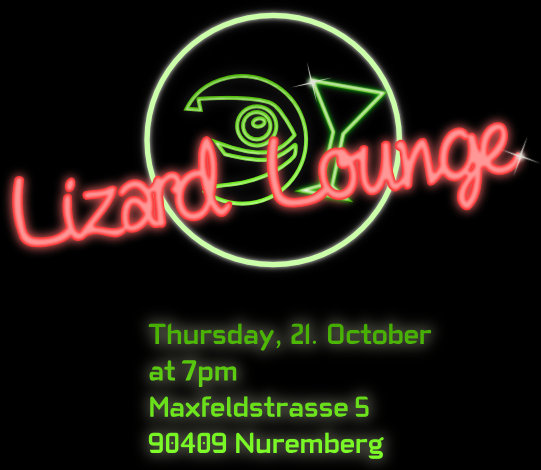 Lizard Lounge
Thursday, 21. October
at 7pm
Maxfeldstrasse 5
90409 Nuremberg